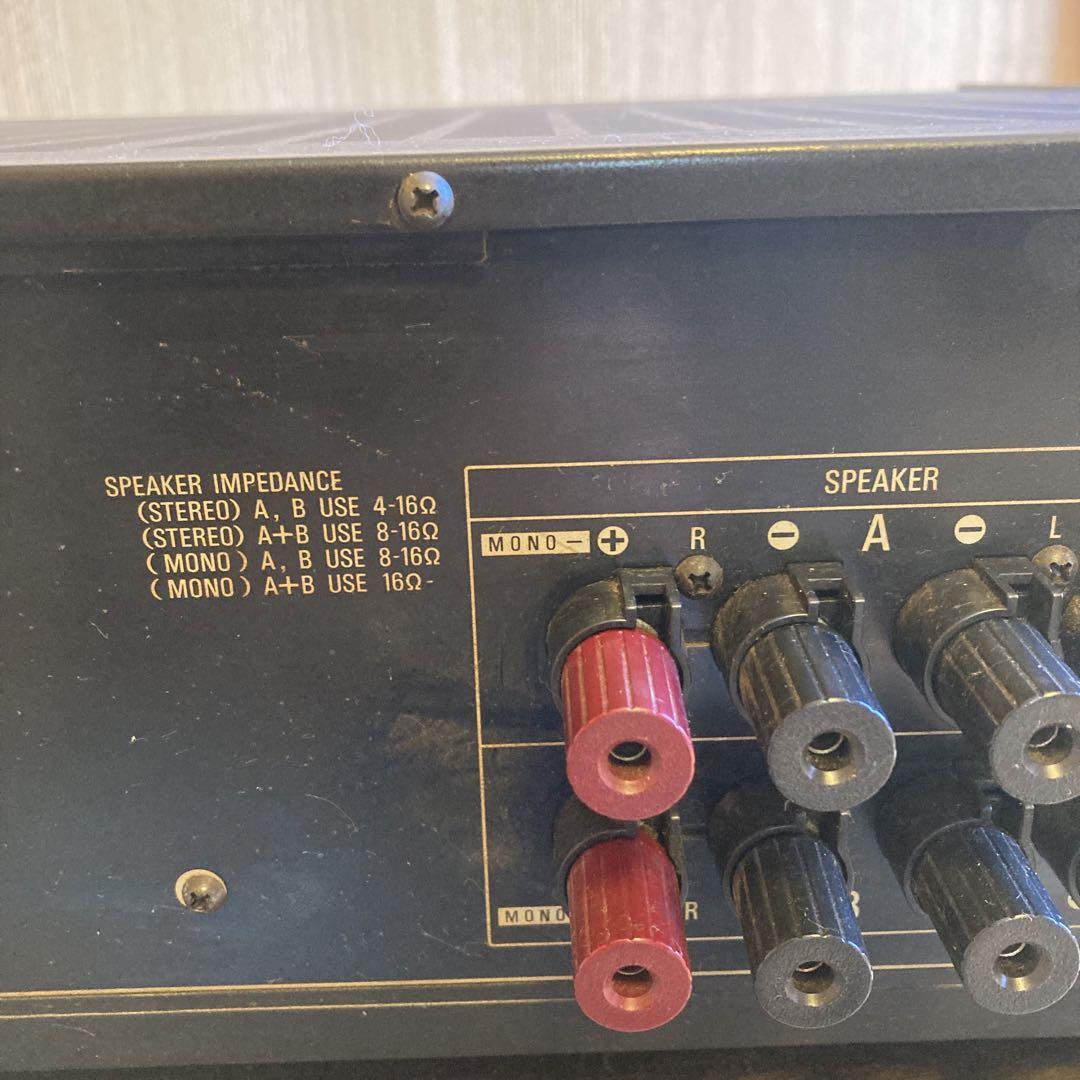 SPEAKER IMPEDANCE
(STEREO) A, B USE 4-16Ω
(STEREO) A+B USE 8-16Ω
(MONO) A, B USE 8-16Ω
(MONO) A+B USE 16Ω-
SPEAKER
MONO − + R − A − L
MONO R B